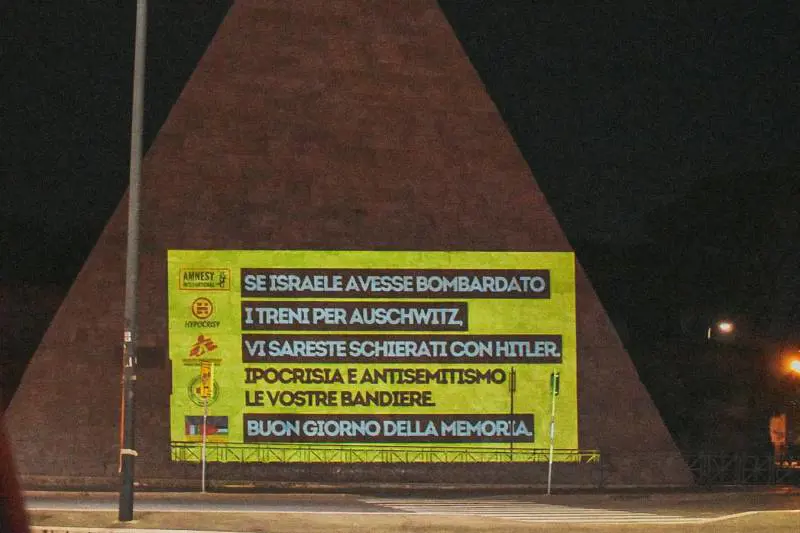 AMNESTY
INTERNATIONAL
HYPOCRISY
SE ISRAELE AVESSE BOMBARDATO
I TRENI PER AUSCHWITZ,
VI SARESTE SCHIERATI CON HITLER.
IPOCRISIA E ANTISEMITISMO
LE VOSTRE BANDIERE.
BUON GIORNO DELLA MEMORIA.